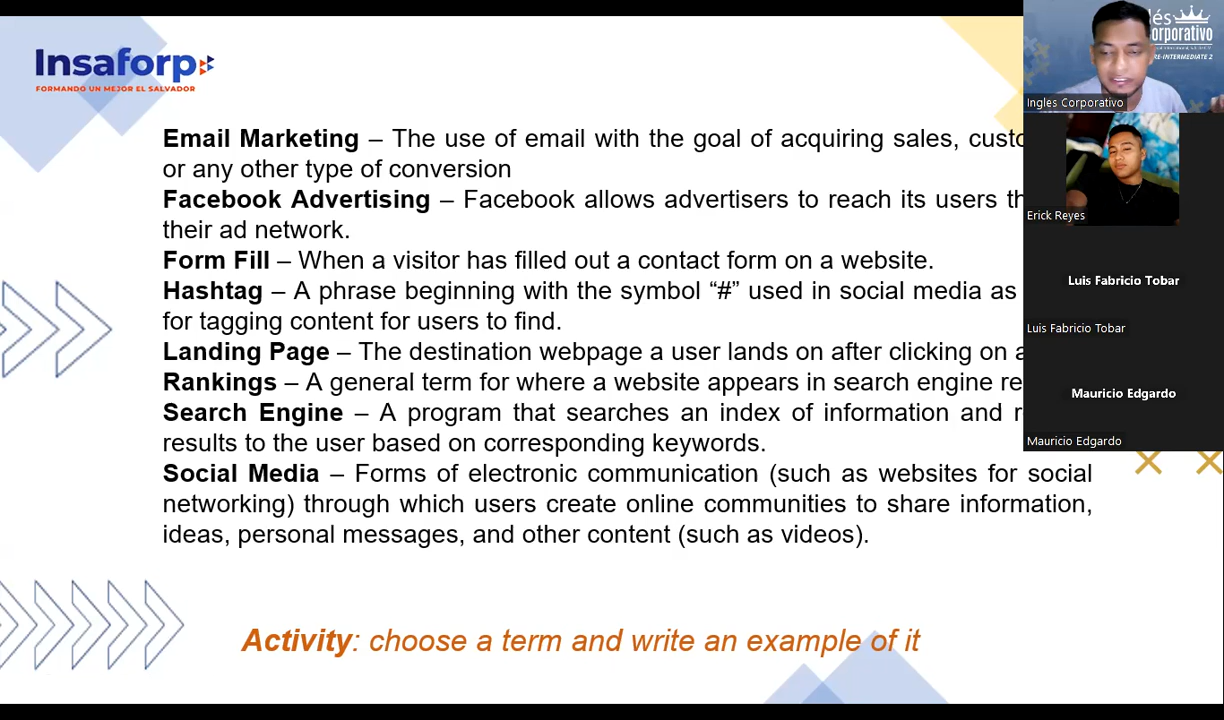 Insaforp
FORMANDO UN MEJOR EL SALVADOR
Email Marketing – The use of email with the goal of acquiring sales,
or any other type of conversion
Facebook Advertising – Facebook allows advertisers to reach its users
their ad network.
Form Fill – When a visitor has filled out a contact form on a website.
Hashtag – A phrase beginning with the symbol “#” used in social media as
for tagging content for users to find.
Landing Page – The destination webpage a user lands on after clicking on
Rankings – A general term for where a website appears in search engine
Search Engine – A program that searches an index of information and
results to the user based on corresponding keywords.
Social Media – Forms of electronic communication (such as websites for social
networking) through which users create online communities to share information,
ideas, personal messages, and other content (such as videos).
Activity: choose a term and write an example of it
RE-INTERMEDIATE 2
Ingles Corporativo
Erick Reyes
Luis Fabricio Tobar
Luis Fabricio Tobar
Mauricio Edgardo
Mauricio Edgardo